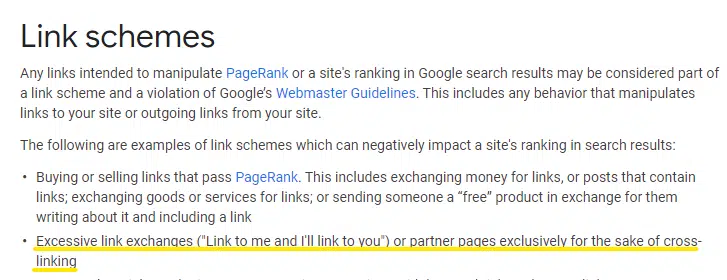 Link schemes
Any links intended to manipulate PageRank or a site's ranking in Google search results may be considered part of
a link scheme and a violation of Google’s Webmaster Guidelines. This includes any behavior that manipulates
links to your site or outgoing links from your site.
The following are examples of link schemes which can negatively impact a site's ranking in search results:
• Buying or selling links that pass PageRank. This includes exchanging money for links, or posts that contain
links; exchanging goods or services for links; or sending someone a “free” product in exchange for them
writing about it and including a link
• Excessive link exchanges ("Link to me and I'll link to you") or partner pages exclusively for the sake of cross-
linking